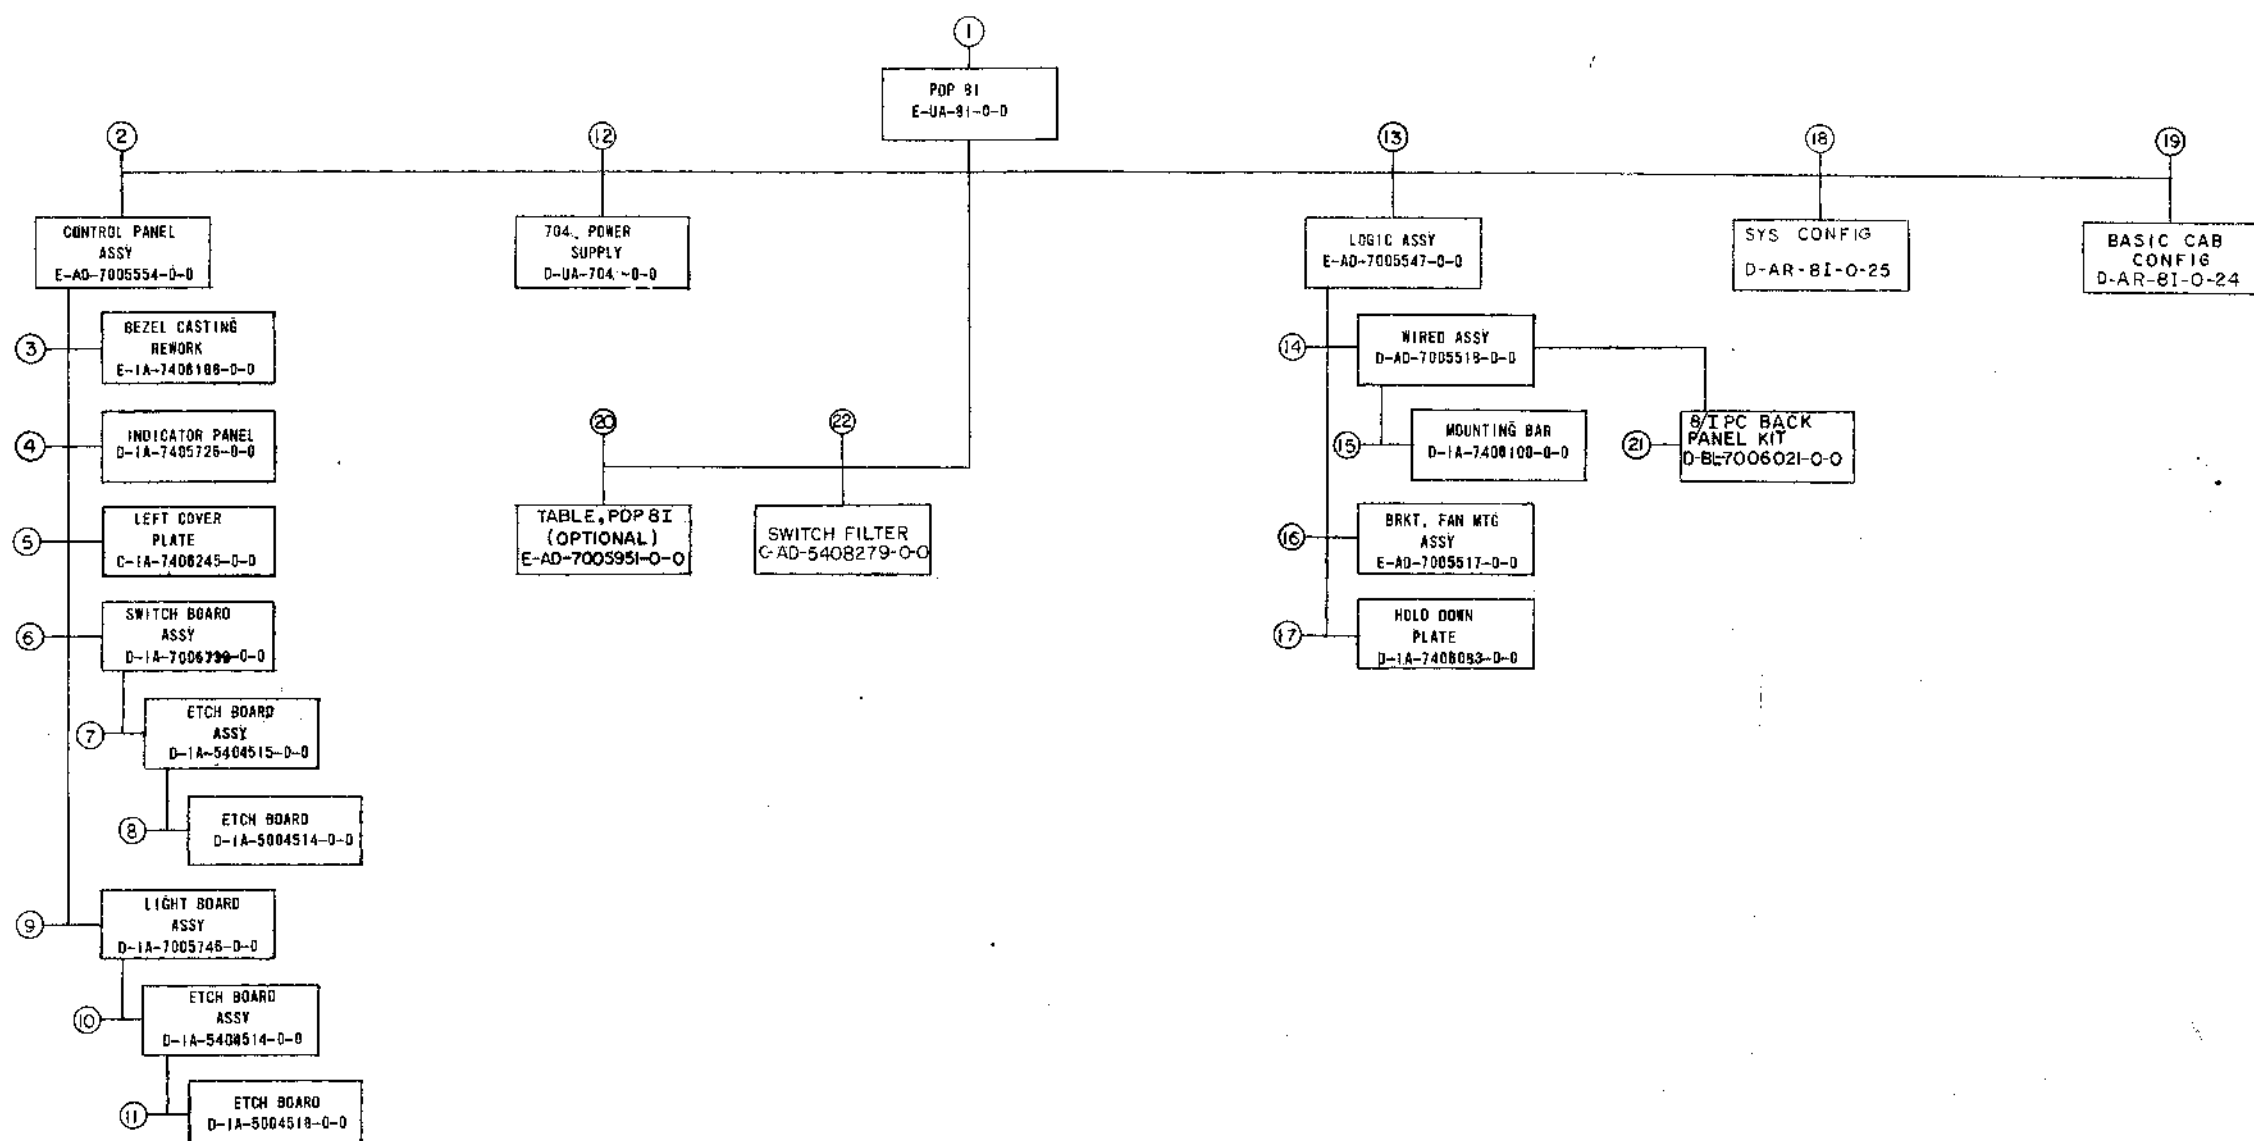 1
PDP 8I
E-UA-8I-0-0
2
12
13
18
19
CONTROL PANEL
ASSY
E-AD-7005554-0-0
704 POWER
SUPPLY
D-UA-704 -0-0
LOGIC ASSY
E-AD-7005547-0-0
SYS CONFIG
D-AR-8I-0-25
BASIC CAB
CONFIG
D-AR-8I-0-24
3
BEZEL CASTING
REWORK
E-IA-7406186-0-0
4
INDICATOR PANEL
D-IA-7405726-0-0
5
LEFT COVER
PLATE
C-IA-7406245-0-0
6
SWITCH BOARD
ASSY
7
ETCH BOARD
ASSY
D-IA-5404515-0-0
8
ETCH BOARD
D-IA-5004514-0-0
9
LIGHT BOARD
ASSY
D-IA-7005746-0-0
10
ETCH BOARD
ASSY
11
ETCH BOARD
D-IA-5004518-0-0
20
TABLE, PDP 8I
(OPTIONAL)
E-AD-7005951-0-0
22
SWITCH FILTER
C-AD-5408279-0-0
14
WIRED ASSY
D-AD-7005518-0-0
15
MOUNTING BAR
D-IA-7406100-0-0
21
8/I PC BACK
PANEL KIT
D-BL-7006021-0-0
16
BRKT, FAN MTG
ASSY
E-AD-7005517-0-0
17
HOLD DOWN
PLATE
D-IA-7406083-0-0